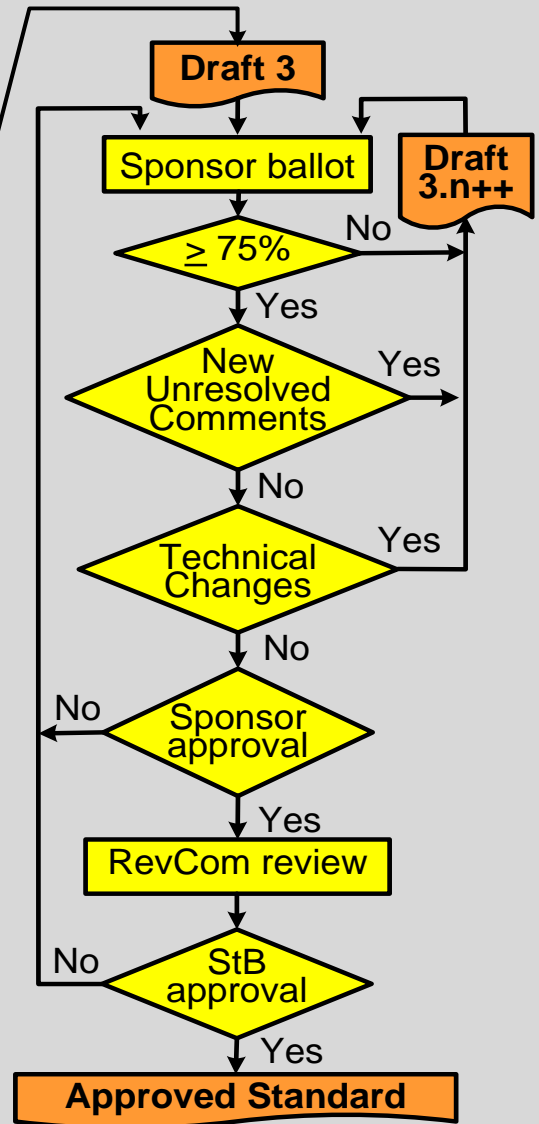 Draft 3
Sponsor ballot
Draft
3.n++
≥ 75%
No
Yes
New
Unresolved
Comments
Yes
No
Technical
Changes
Yes
No
Sponsor
approval
No
Yes
RevCom review
StB
approval
No
Yes
Approved Standard